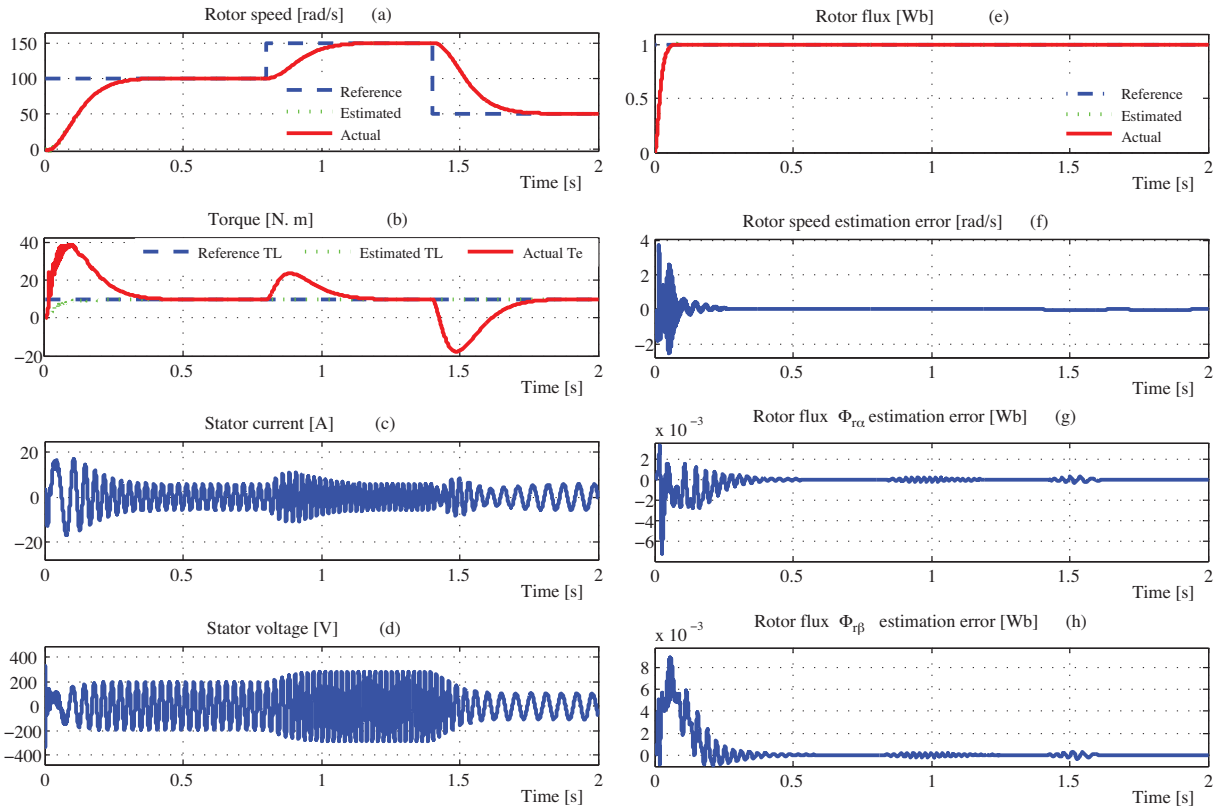 Rotor speed [rad/s] (a)
150
100
50
0
Reference
Estimated
Actual
0 0.5 1 1.5 2
Time [s]
Torque [N. m] (b)
40
20
0
−20
Reference TL Estimated TL Actual Te
0 0.5 1 1.5 2
Time [s]
Stator current [A] (c)
20
0
−20
0 0.5 1 1.5 2
Time [s]
Stator voltage [V] (d)
400
200
0
−200
−400
0 0.5 1 1.5 2
Time [s]
Rotor flux [Wb] (e)
1
0.5
0
Reference
Estimated
Actual
0 0.5 1 1.5 2
Time [s]
Rotor speed estimation error [rad/s] (f)
4
2
0
−2
0 0.5 1 1.5 2
Time [s]
Rotor flux Φrα estimation error [Wb] (g)
x 10 −3
2
0
−2
−4
−6
0 0.5 1 1.5 2
Time [s]
Rotor flux Φrβ estimation error [Wb] (h)
x 10 −3
8
6
4
2
0
0 0.5 1 1.5 2
Time [s]